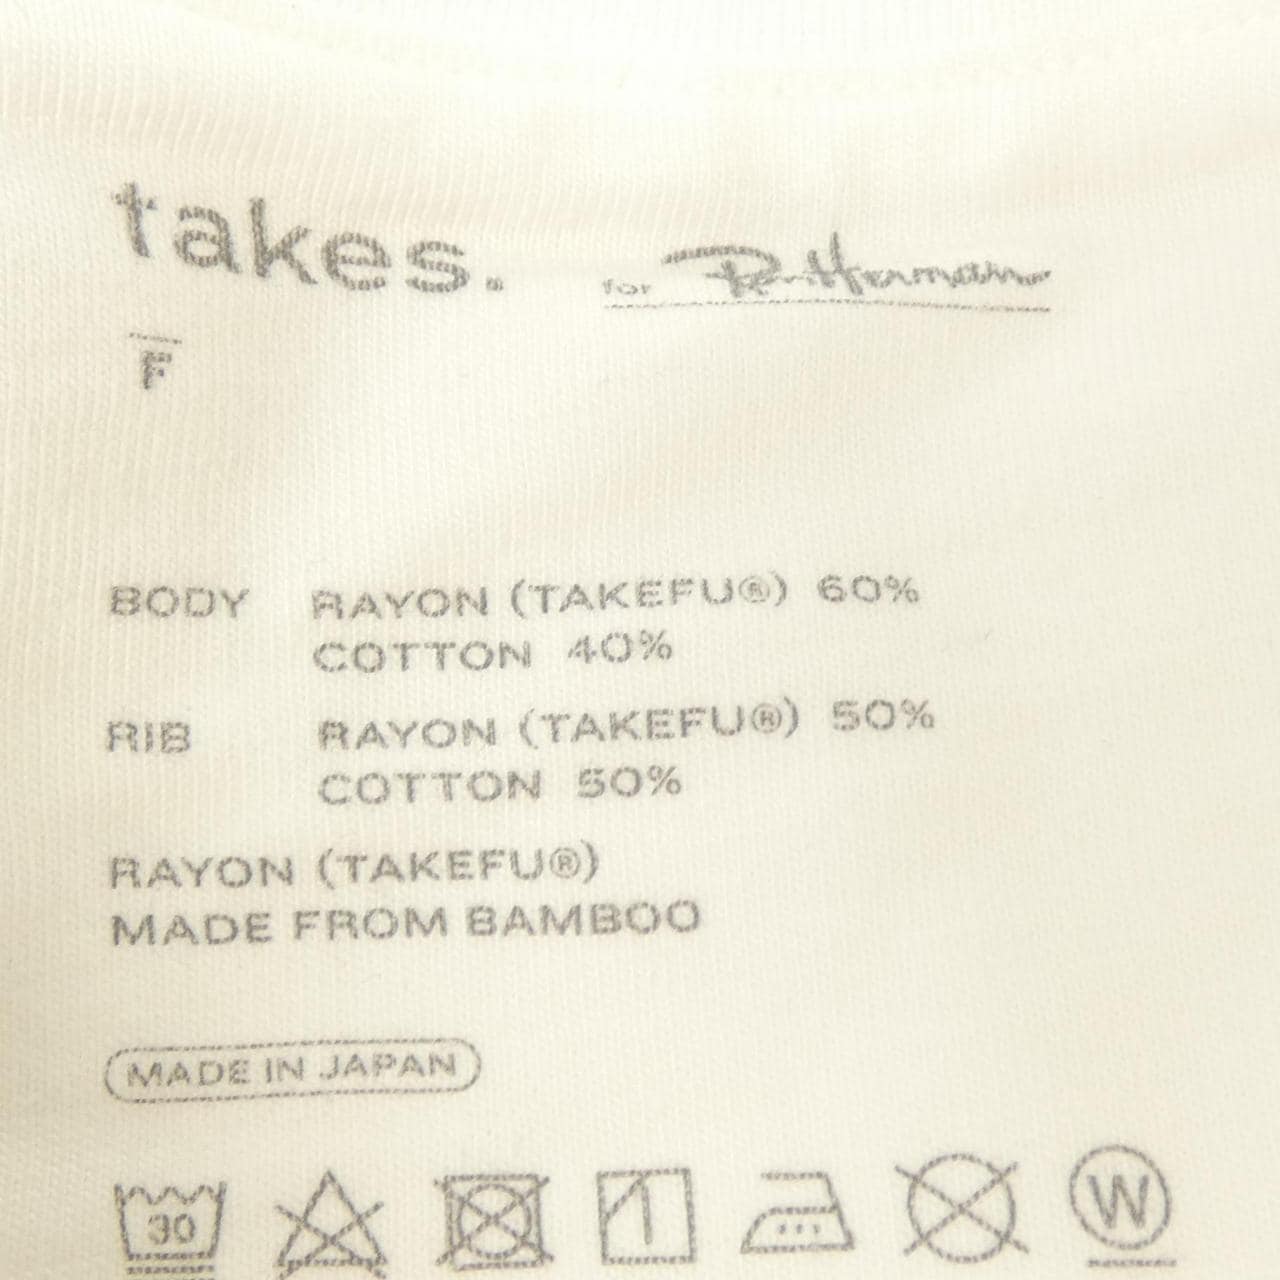 takes. for Ron Herman
F
BODY RAYON (TAKEFU®) 60%
COTTON 40%
RIB RAYON (TAKEFU®) 50%
COTTON 50%
RAYON (TAKEFU®)
MADE FROM BAMBOO
MADE IN JAPAN
30 W